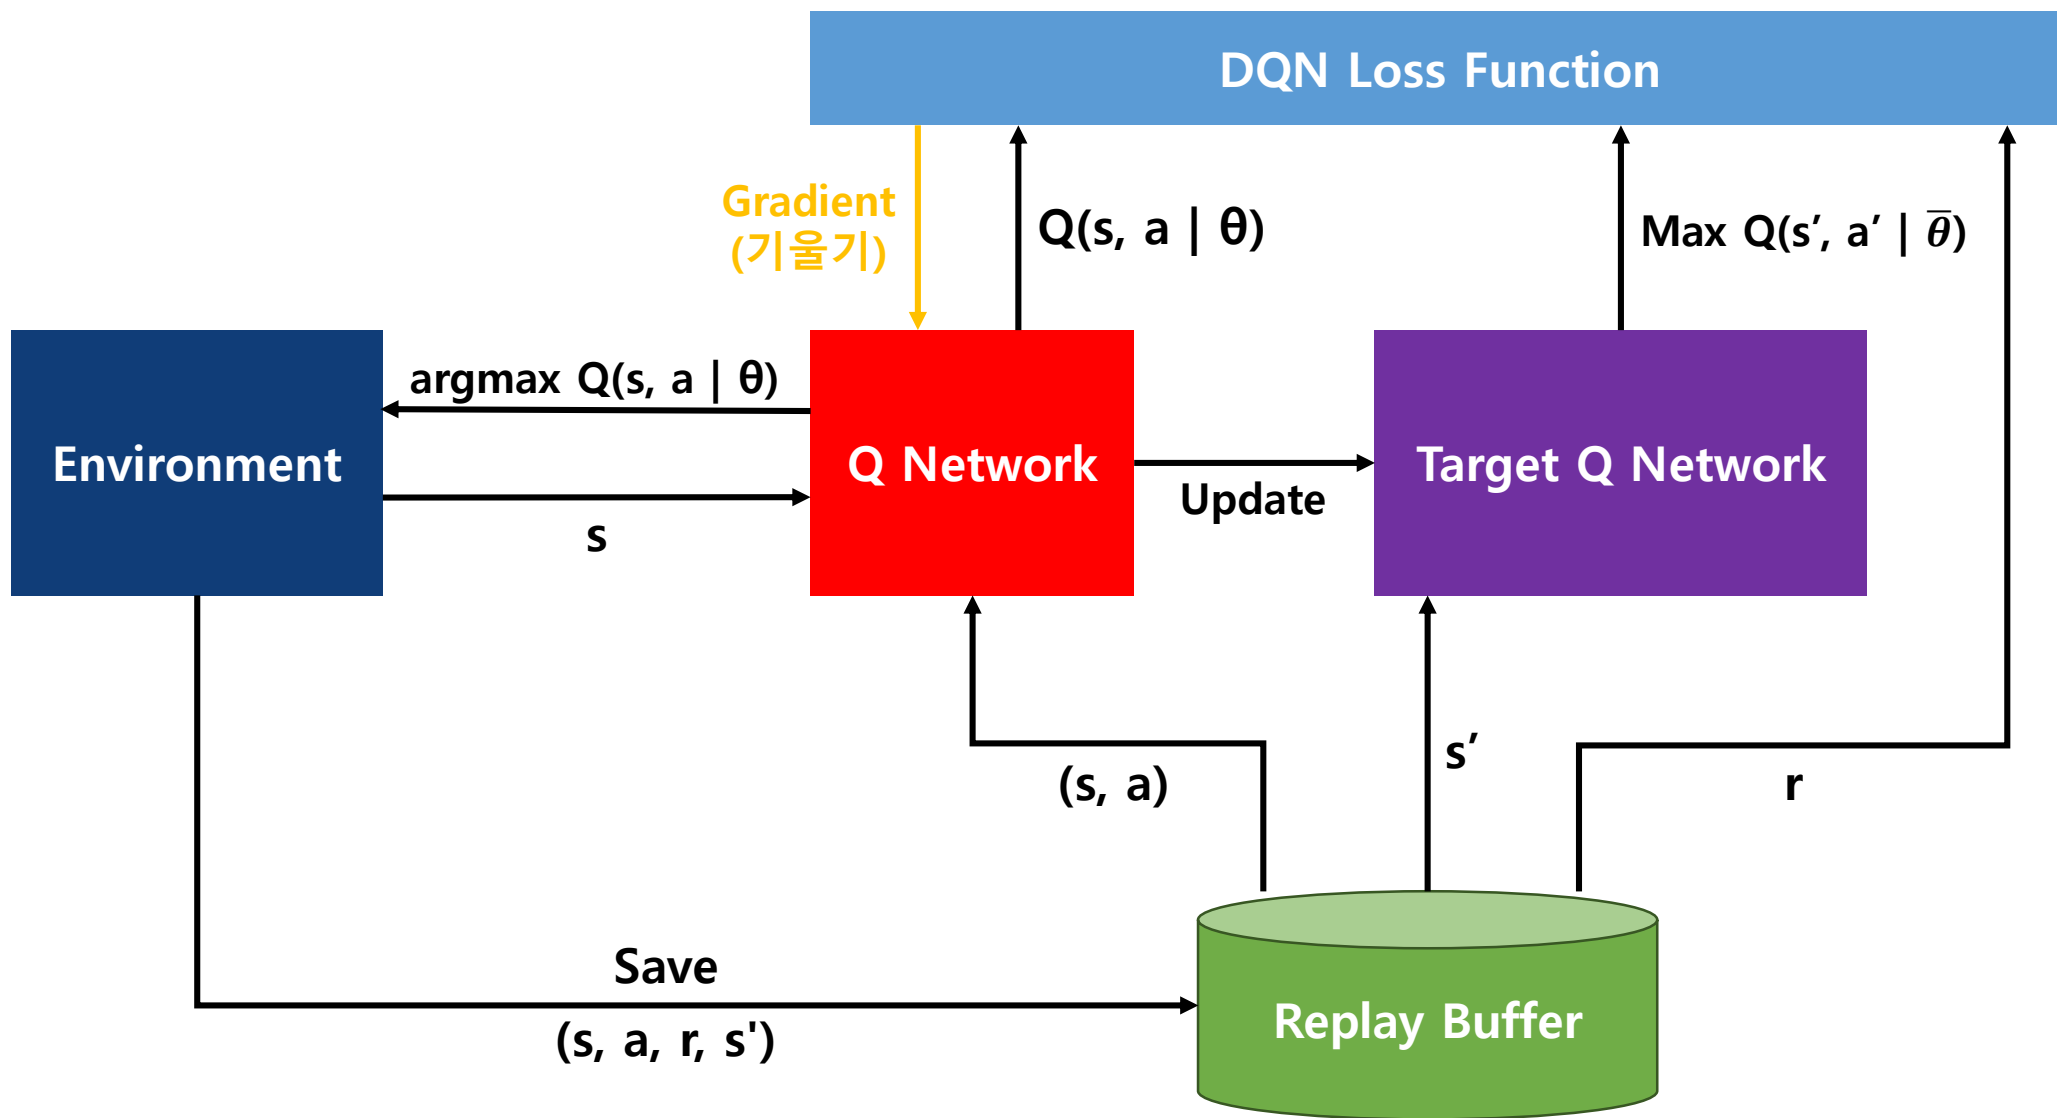 DQN Loss Function
Gradient
(기울기)
Q(s, a | θ)
Max Q(s′, a′ | θ̅)
argmax Q(s, a | θ)
Environment
Q Network
Target Q Network
Update
s
s′
(s, a)
r
Save
(s, a, r, s')
Replay Buffer